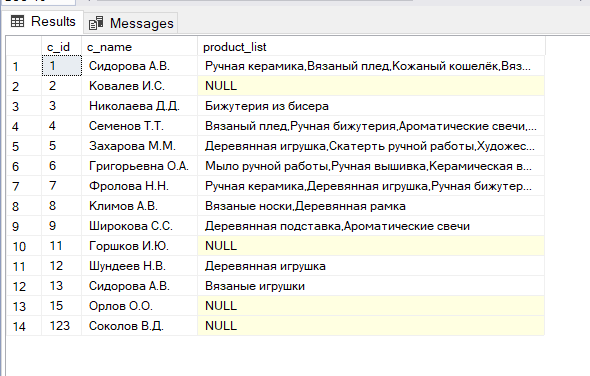 Results Messages
c_id c_name product_list
1 1 Сидорова А.В. Ручная керамика,Вязаный плед,Кожаный кошелёк,Вяз...
2 2 Ковалев И.С. NULL
3 3 Николаева Д.Д. Бижутерия из бисера
4 4 Семенов Т.Т. Вязаный плед,Ручная бижутерия,Ароматические свечи,...
5 5 Захарова М.М. Деревянная игрушка,Скатерть ручной работы,Художес...
6 6 Григорьевна О.А. Мыло ручной работы,Ручная вышивка,Керамическая в...
7 7 Фролова Н.Н. Ручная керамика,Деревянная игрушка,Ручная бижутер...
8 8 Климов А.В. Вязаные носки,Деревянная рамка
9 9 Широкова С.С. Деревянная подставка,Ароматические свечи
10 11 Горшков И.Ю. NULL
11 12 Шундеев Н.В. Деревянная игрушка
12 13 Сидорова А.В. Вязаные игрушки
13 15 Орлов О.О. NULL
14 123 Соколов В.Д. NULL